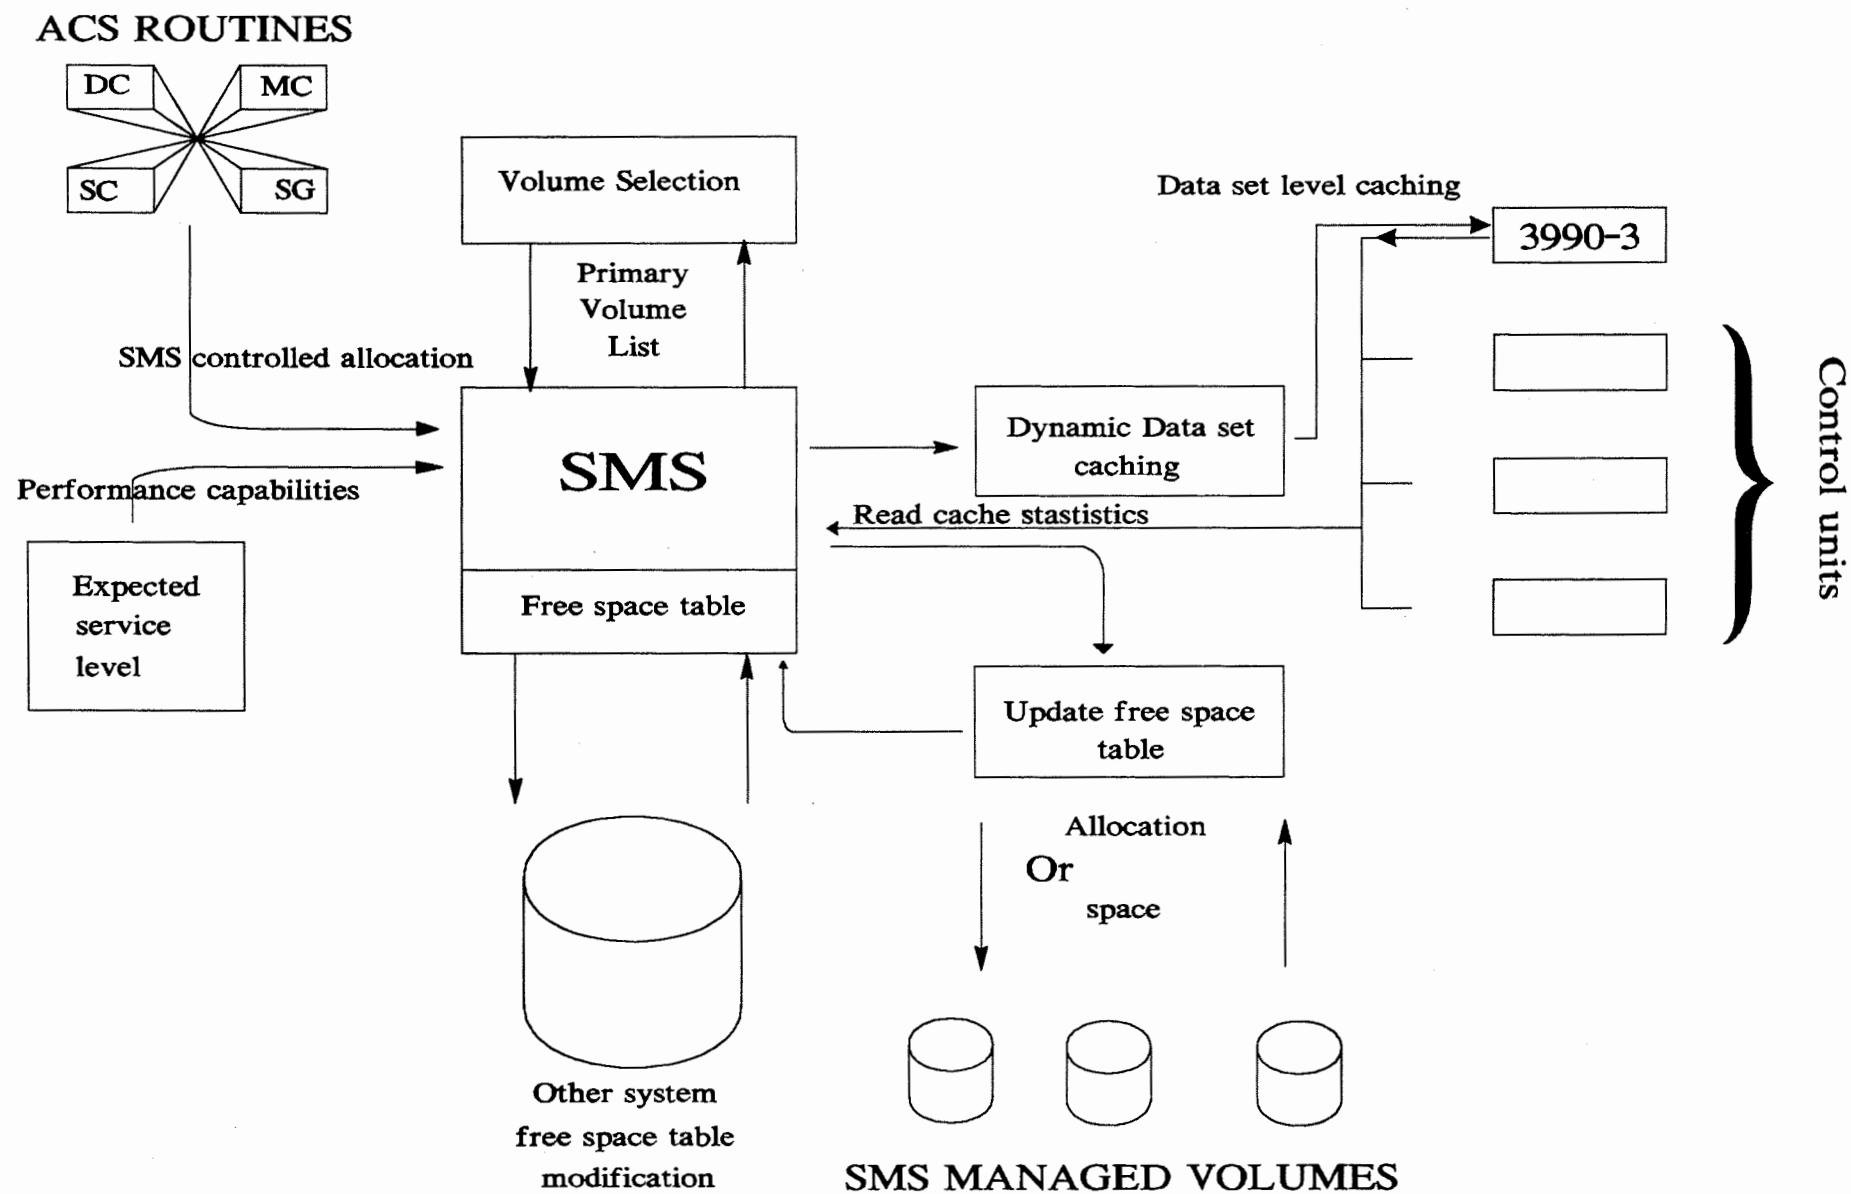 ACS ROUTINES
DC
MC
SC
SG
Volume Selection
Primary
Volume
List
SMS controlled allocation
Performance capabilities
Expected
service
level
SMS
Free space table
Data set level caching
3990-3
Dynamic Data set
caching
Read cache stastistics
Control units
Update free space
table
Allocation
Or
space
Other system
free space table
modification
SMS MANAGED VOLUMES